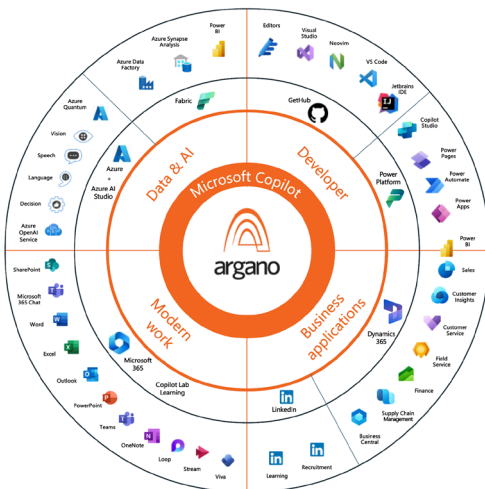 Power
BI
Azure Synapse
Analysis
Azure Data
Factory
Editors
Visual
Studio
Neovim
VS Code
Jetbrains
IDE
Azure
Quantum
Vision
Speech
Language
Decision
Azure
OpenAI
Service
Fabric
GetHub
Azure
+
Azure AI
Studio
Data & AI
Developer
Microsoft Copilot
argano
Power
Platform
Copilot
Studio
Power
Pages
Power
Automate
Power
Apps
Power
BI
Sales
Customer
Insights
Customer
Service
Field
Service
Finance
Supply Chain
Management
Business
Central
SharePoint
Microsoft
365 Chat
Word
Excel
Outlook
PowerPoint
Teams
OneNote
Loop
Stream
Viva
Modern
work
Business
applications
Microsoft
365
Copilot Lab
Learning
Dynamics
365
LinkedIn
Learning
Recruitment